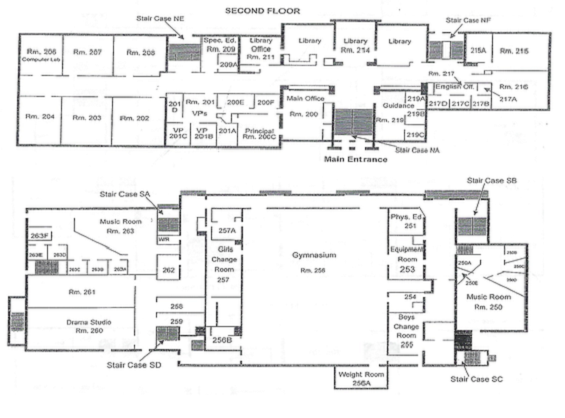 SECOND FLOOR
Stair Case NE
Stair Case NF
Rm. 206
Computer Lab
Rm. 207
Rm. 208
Spec. Ed.
Rm. 209
209A
Library
Office
Rm. 211
Library
Library
Rm. 214
Library
215A
Rm. 215
Rm. 217
English Off.
Rm. 216
217A
217D
217C
217B
Rm. 204
Rm. 203
Rm. 202
201
D
Rm. 201
VP's
200E
200F
VP
201C
VP
201B
201A
Principal
Rm. 200C
Main Office
Rm. 200
Guidance
Rm. 219
219A
219B
219C
Stair Case NA
Main Entrance
Stair Case SA
Stair Case SB
Music Room
Rm. 263
263F
263E
263D
263C
263B
263A
WR
262
257A
Girls
Change
Room
257
Gymnasium
Rm. 256
Phys. Ed.
251
Equipment
Room
253
254
Boys
Change
Room
255
250A
250E
Music Room
Rm. 250
Rm. 261
258
259
Drama Studio
Rm. 260
256B
Stair Case SD
Weight Room
256A
Stair Case SC